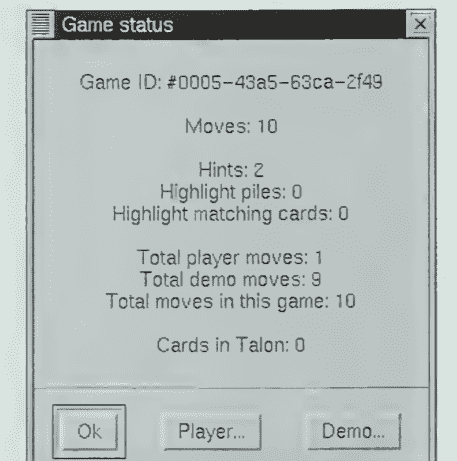 Game status
Game ID: #0005-43a5-63ca-2f49
Moves: 10
Hints: 2
Highlight piles: 0
Highlight matching cards: 0
Total player moves: 1
Total demo moves: 9
Total moves in this game: 10
Cards in Talon: 0
Ok
Player...
Demo...